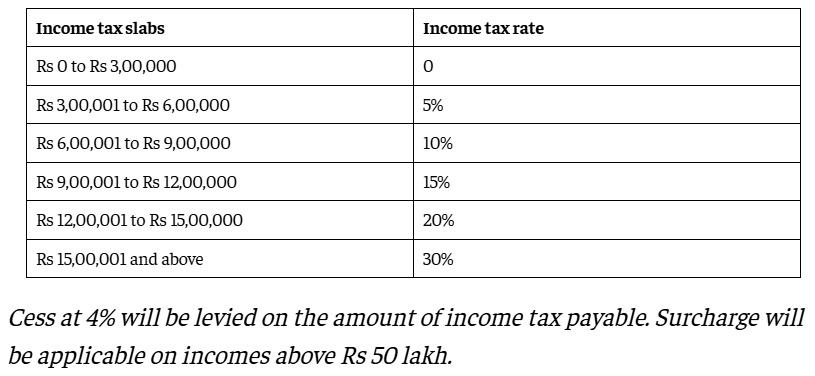 Income tax slabs Income tax rate
Rs 0 to Rs 3,00,000 0
Rs 3,00,001 to Rs 6,00,000 5%
Rs 6,00,001 to Rs 9,00,000 10%
Rs 9,00,001 to Rs 12,00,000 15%
Rs 12,00,001 to Rs 15,00,000 20%
Rs 15,00,001 and above 30%
Cess at 4% will be levied on the amount of income tax payable. Surcharge will
be applicable on incomes above Rs 50 lakh.